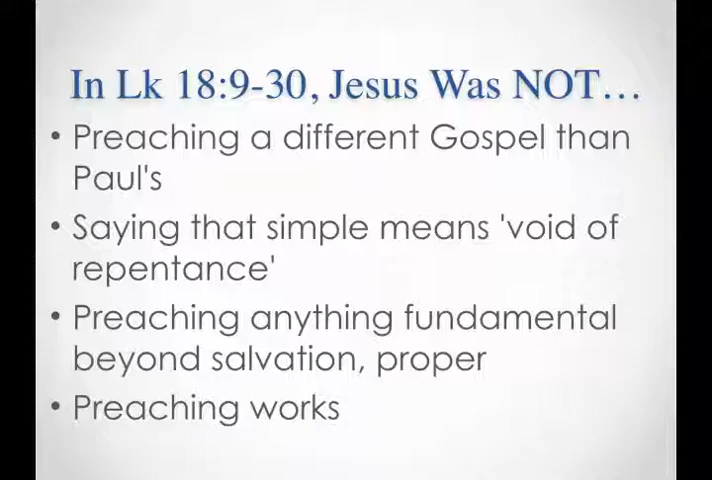 In Lk 18:9-30, Jesus Was NOT…
• Preaching a different Gospel than
Paul's
• Saying that simple means 'void of
repentance'
• Preaching anything fundamental
beyond salvation, proper
• Preaching works